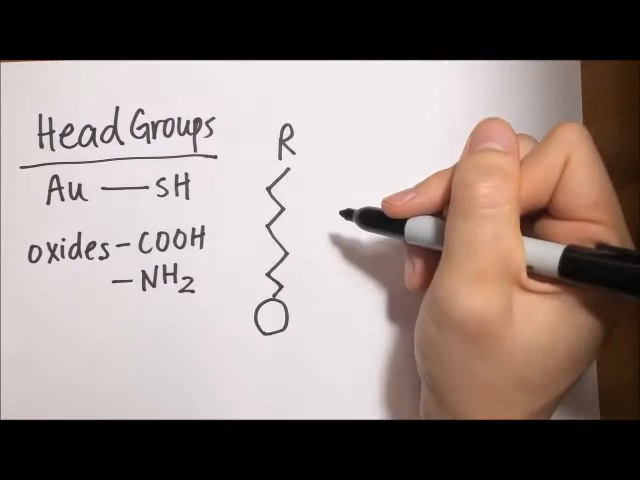 Head Groups
Au — SH
oxides - COOH
- NH2
R